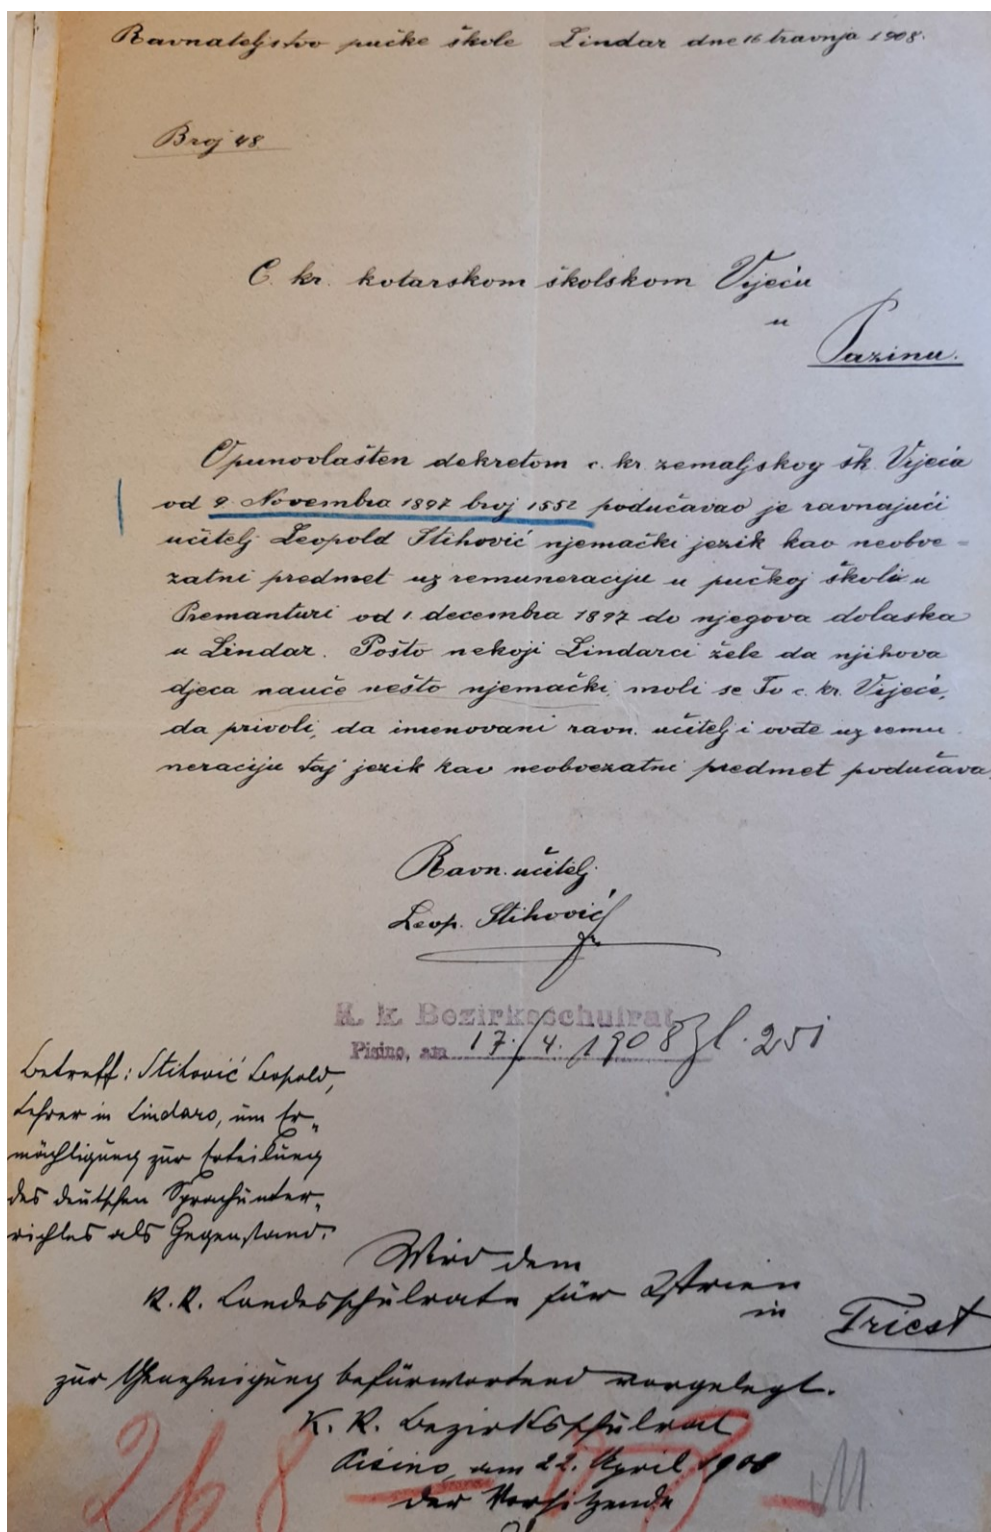 Ravnateljstvo pučke škole Lindar dne 16 travnja 1908.
Broj 48
C. kr. kotarskom školskom Vijeću
u
Pazinu.
Opunovlašten dekretom c. kr. zemaljskog šk. Vijeća
od 9. Novembra 1897 broj 1552 podučavao je ravnajući
učitelj Leopold Stihović njemački jezik kao neobve-
zatni predmet uz remuneraciju u pučkoj školi u
Premanturi od 1. decembra 1897 do njegova dolaska
u Lindar. Pošto nekoji Lindarci žele da njihova
djeca nauče nešto njemački, moli se To c. kr. Vijeće,
da privoli, da imenovani ravn. učitelj i ovdje uz remu
neraciju taj jezik kao neobvezatni predmet podučava
Ravn. učitelj
Leop. Stihović
K. k. Bezirksschulrat
Pisino, am 17./4. 1908 Zl. 251
Betreff: Stihović Leopold,
Lehrer in Lindaro, um Er-
mächtigung zur Erteilung
des deutschen Sprachunter-
richtes als Gegenstand.
Wird dem
K.K. Landesschulrate für Istrien
in
Triest
zur Genehmigung befürwortend vorgelegt.
K. K. Bezirksschulrat
Pisino, am 22. April 1908
der Vorsitzende
268